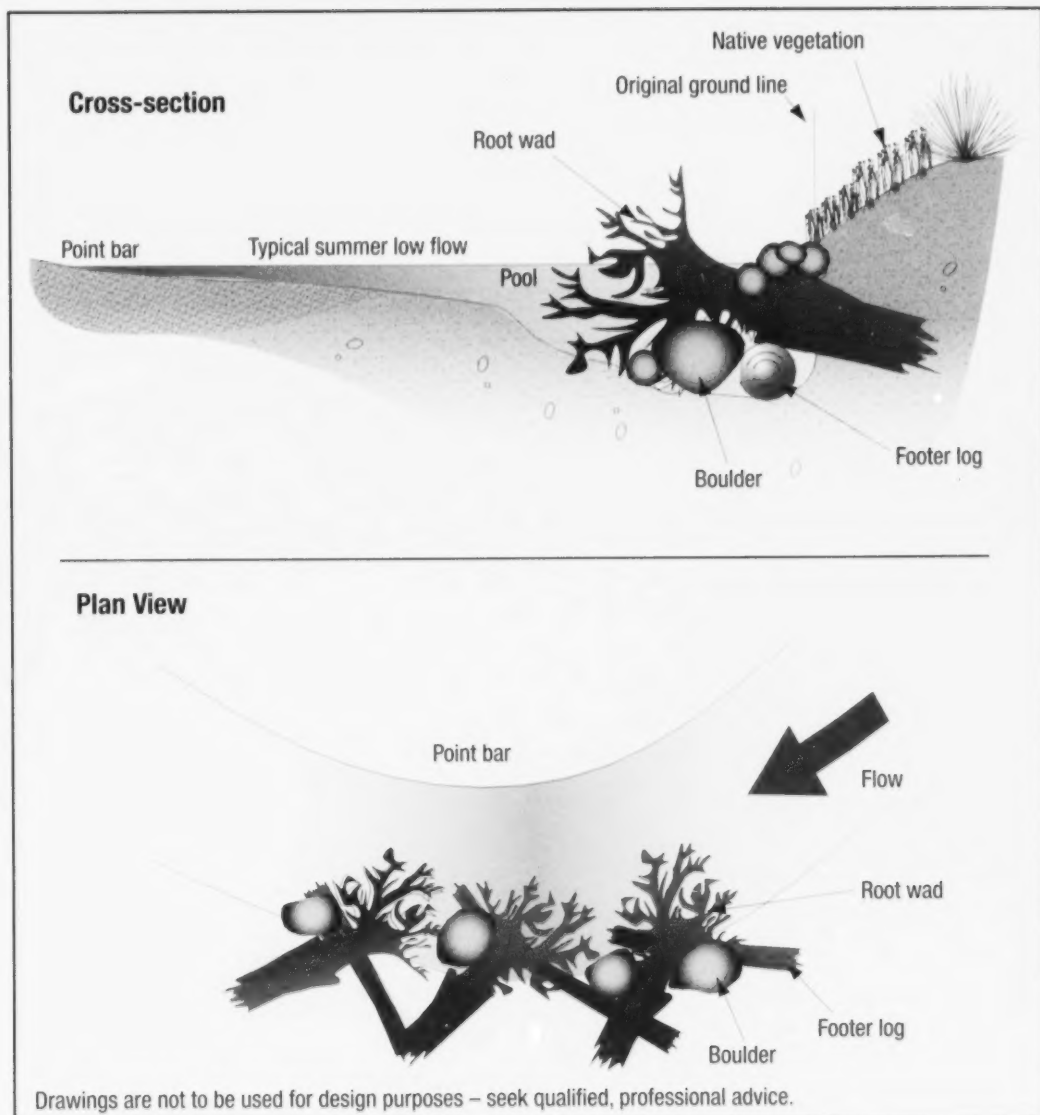 Cross-section
Native vegetation
Original ground line
Root wad
Point bar
Typical summer low flow
Pool
Footer log
Boulder
Plan View
Point bar
Flow
Root wad
Footer log
Boulder
Drawings are not to be used for design purposes – seek qualified, professional advice.